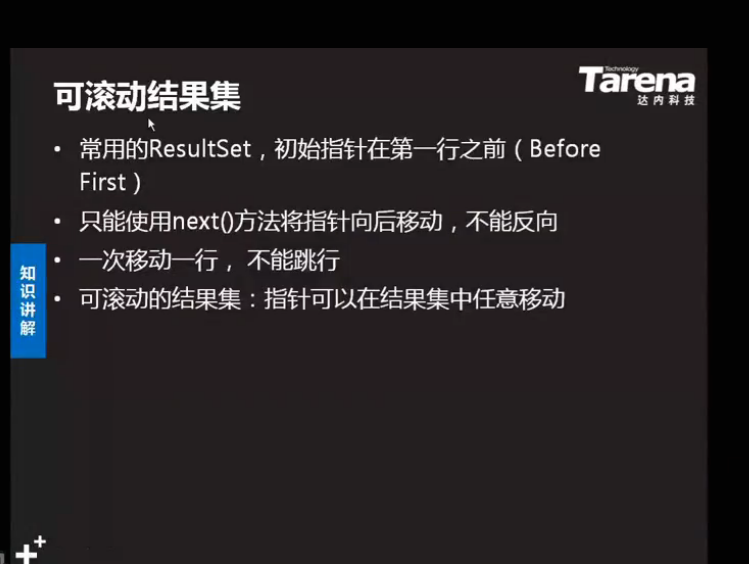 可滚动结果集
Technology
Tarena
达内科技
• 常用的ResultSet，初始指针在第一行之前（Before
First）
• 只能使用next()方法将指针向后移动，不能反向
• 一次移动一行， 不能跳行
• 可滚动的结果集：指针可以在结果集中任意移动
知识讲解
++